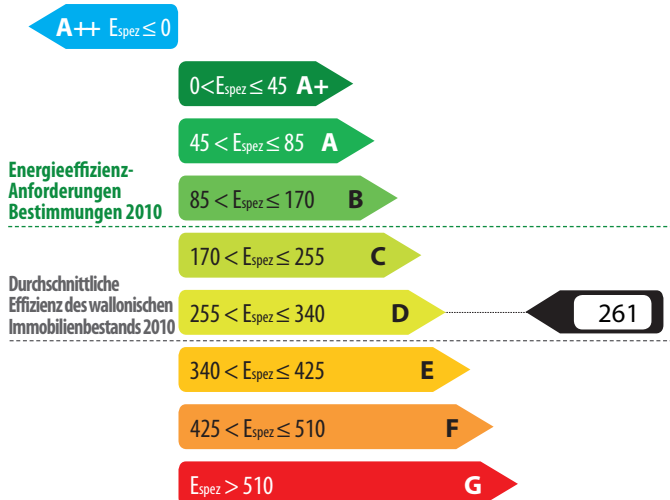 A++ Espez ≤ 0
0<Espez ≤ 45 A+
45 < Espez ≤ 85 A
Energieeffizienz-
Anforderungen
Bestimmungen 2010
85 < Espez ≤ 170 B
170 < Espez ≤ 255 C
Durchschnittliche
Effizienz des wallonischen
Immobilienbestands 2010
255 < Espez ≤ 340 D
261
340 < Espez ≤ 425 E
425 < Espez ≤ 510 F
Espez > 510 G